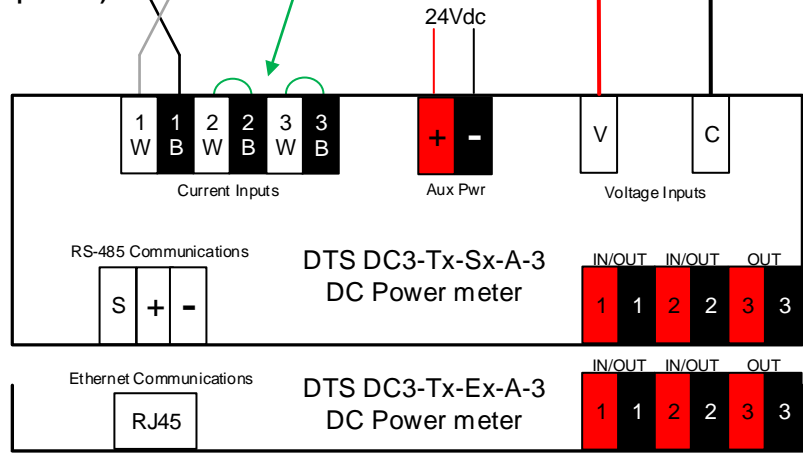 24Vdc
1 1 2 2 3 3
W B W B W B
+ -
V
C
Current Inputs
Aux Pwr
Voltage Inputs
RS-485 Communications
S + -
DTS DC3-Tx-Sx-A-3
DC Power meter
IN/OUT IN/OUT OUT
1 1 2 2 3 3
Ethernet Communications
RJ45
DTS DC3-Tx-Ex-A-3
DC Power meter
IN/OUT IN/OUT OUT
1 1 2 2 3 3